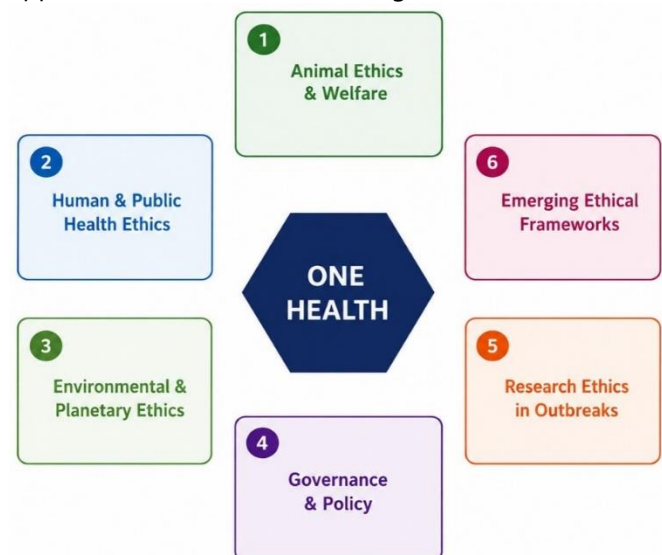 1
Animal Ethics
& Welfare
2
Human & Public
Health Ethics
6
Emerging Ethical
Frameworks
ONE
HEALTH
3
Environmental &
Planetary Ethics
5
Research Ethics
in Outbreaks
4
Governance
& Policy